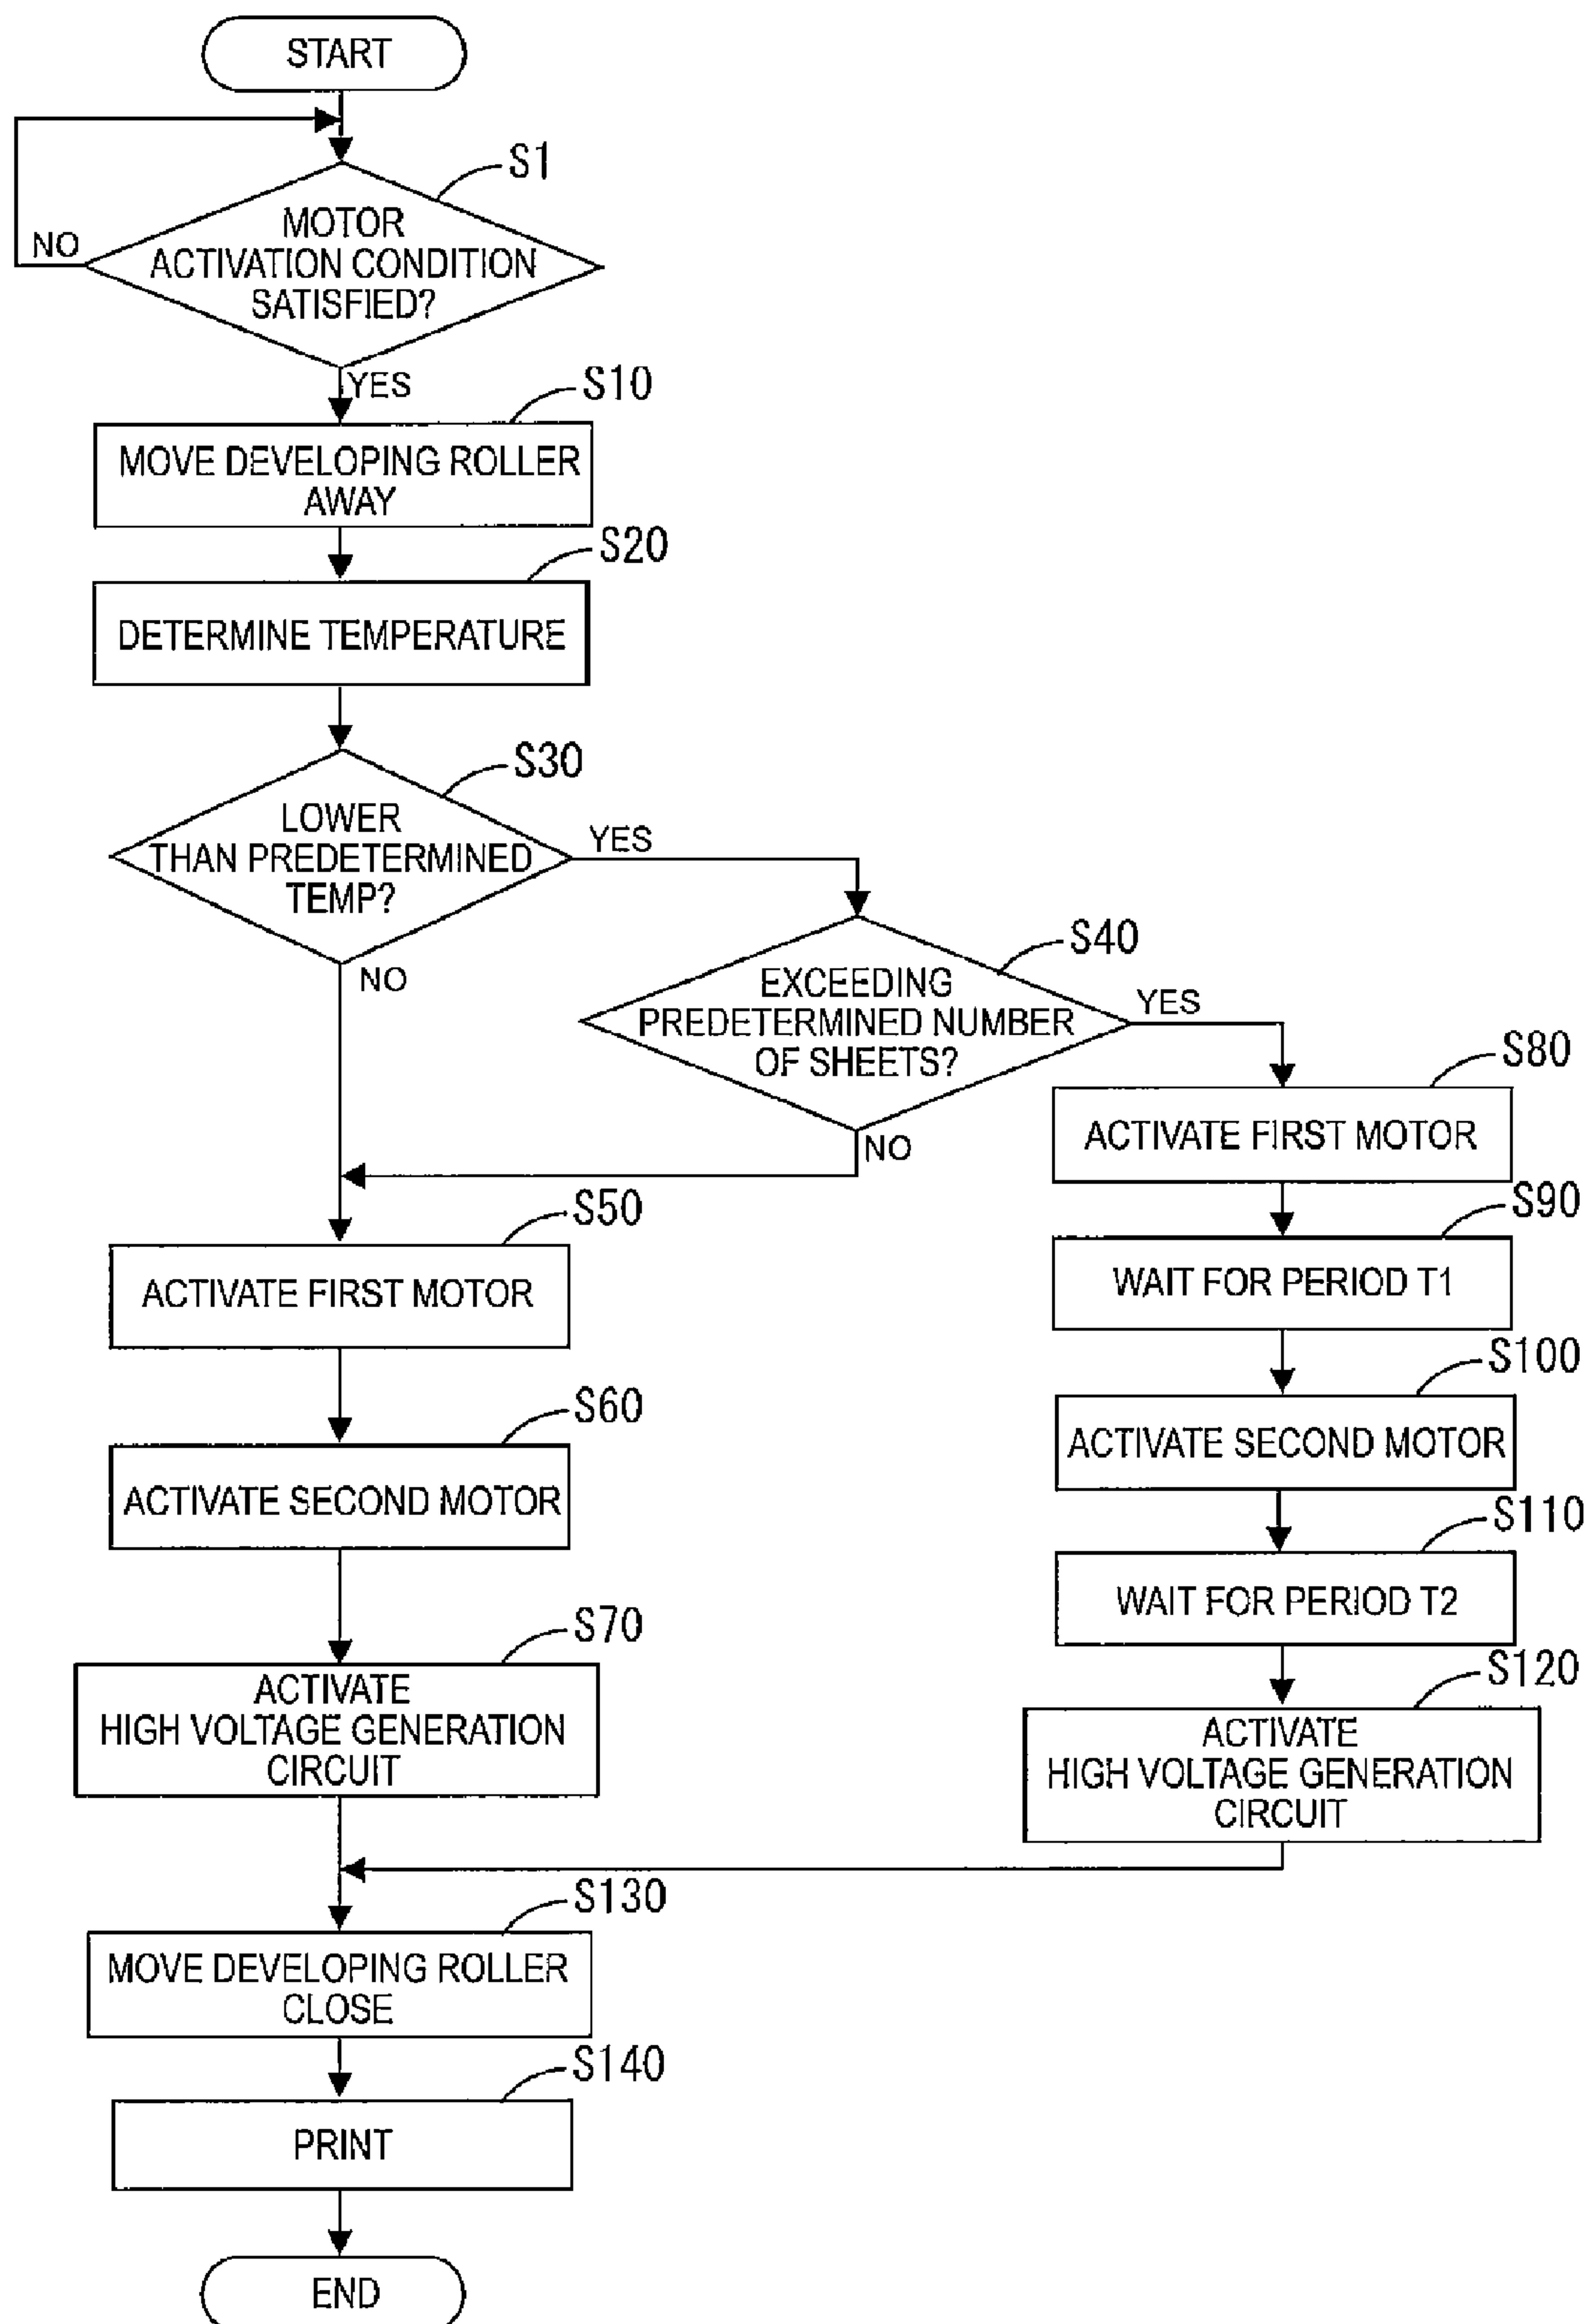 START
S1
MOTOR
ACTIVATION CONDITION
SATISFIED?
NO
YES
S10
MOVE DEVELOPING ROLLER
AWAY
S20
DETERMINE TEMPERATURE
S30
LOWER
THAN PREDETERMINED
TEMP?
YES
NO
S40
EXCEEDING
PREDETERMINED NUMBER
OF SHEETS?
YES
NO
S80
ACTIVATE FIRST MOTOR
S90
WAIT FOR PERIOD T1
S100
ACTIVATE SECOND MOTOR
S110
WAIT FOR PERIOD T2
S120
ACTIVATE
HIGH VOLTAGE GENERATION
CIRCUIT
S50
ACTIVATE FIRST MOTOR
S60
ACTIVATE SECOND MOTOR
S70
ACTIVATE
HIGH VOLTAGE GENERATION
CIRCUIT
S130
MOVE DEVELOPING ROLLER
CLOSE
S140
PRINT
END